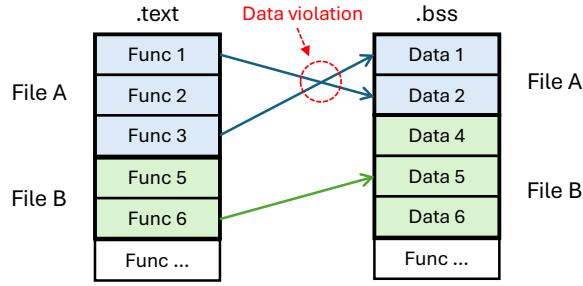 .text
Data violation
.bss
File A
Func 1
Func 2
Func 3
Data 1
Data 2
File A
File B
Func 5
Func 6
Func ...
Data 4
Data 5
Data 6
File B